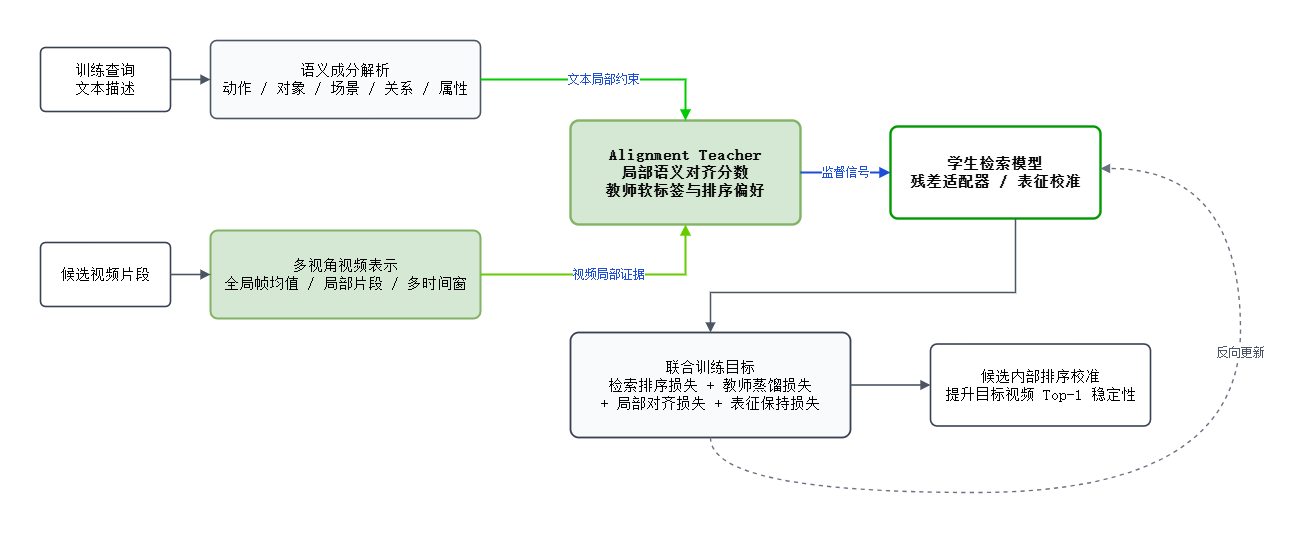 训练查询
文本描述
语义成分解析
动作 / 对象 / 场景 / 关系 / 属性
文本局部约束
Alignment Teacher
局部语义对齐分数
教师软标签与排序偏好
监督信号
学生检索模型
残差适配器 / 表征校准
候选视频片段
多视角视频表示
全局帧均值 / 局部片段 / 多时间窗
视频局部证据
联合训练目标
检索排序损失 + 教师蒸馏损失
+ 局部对齐损失 + 表征保持损失
候选内部排序校准
提升目标视频 Top-1 稳定性
反向更新